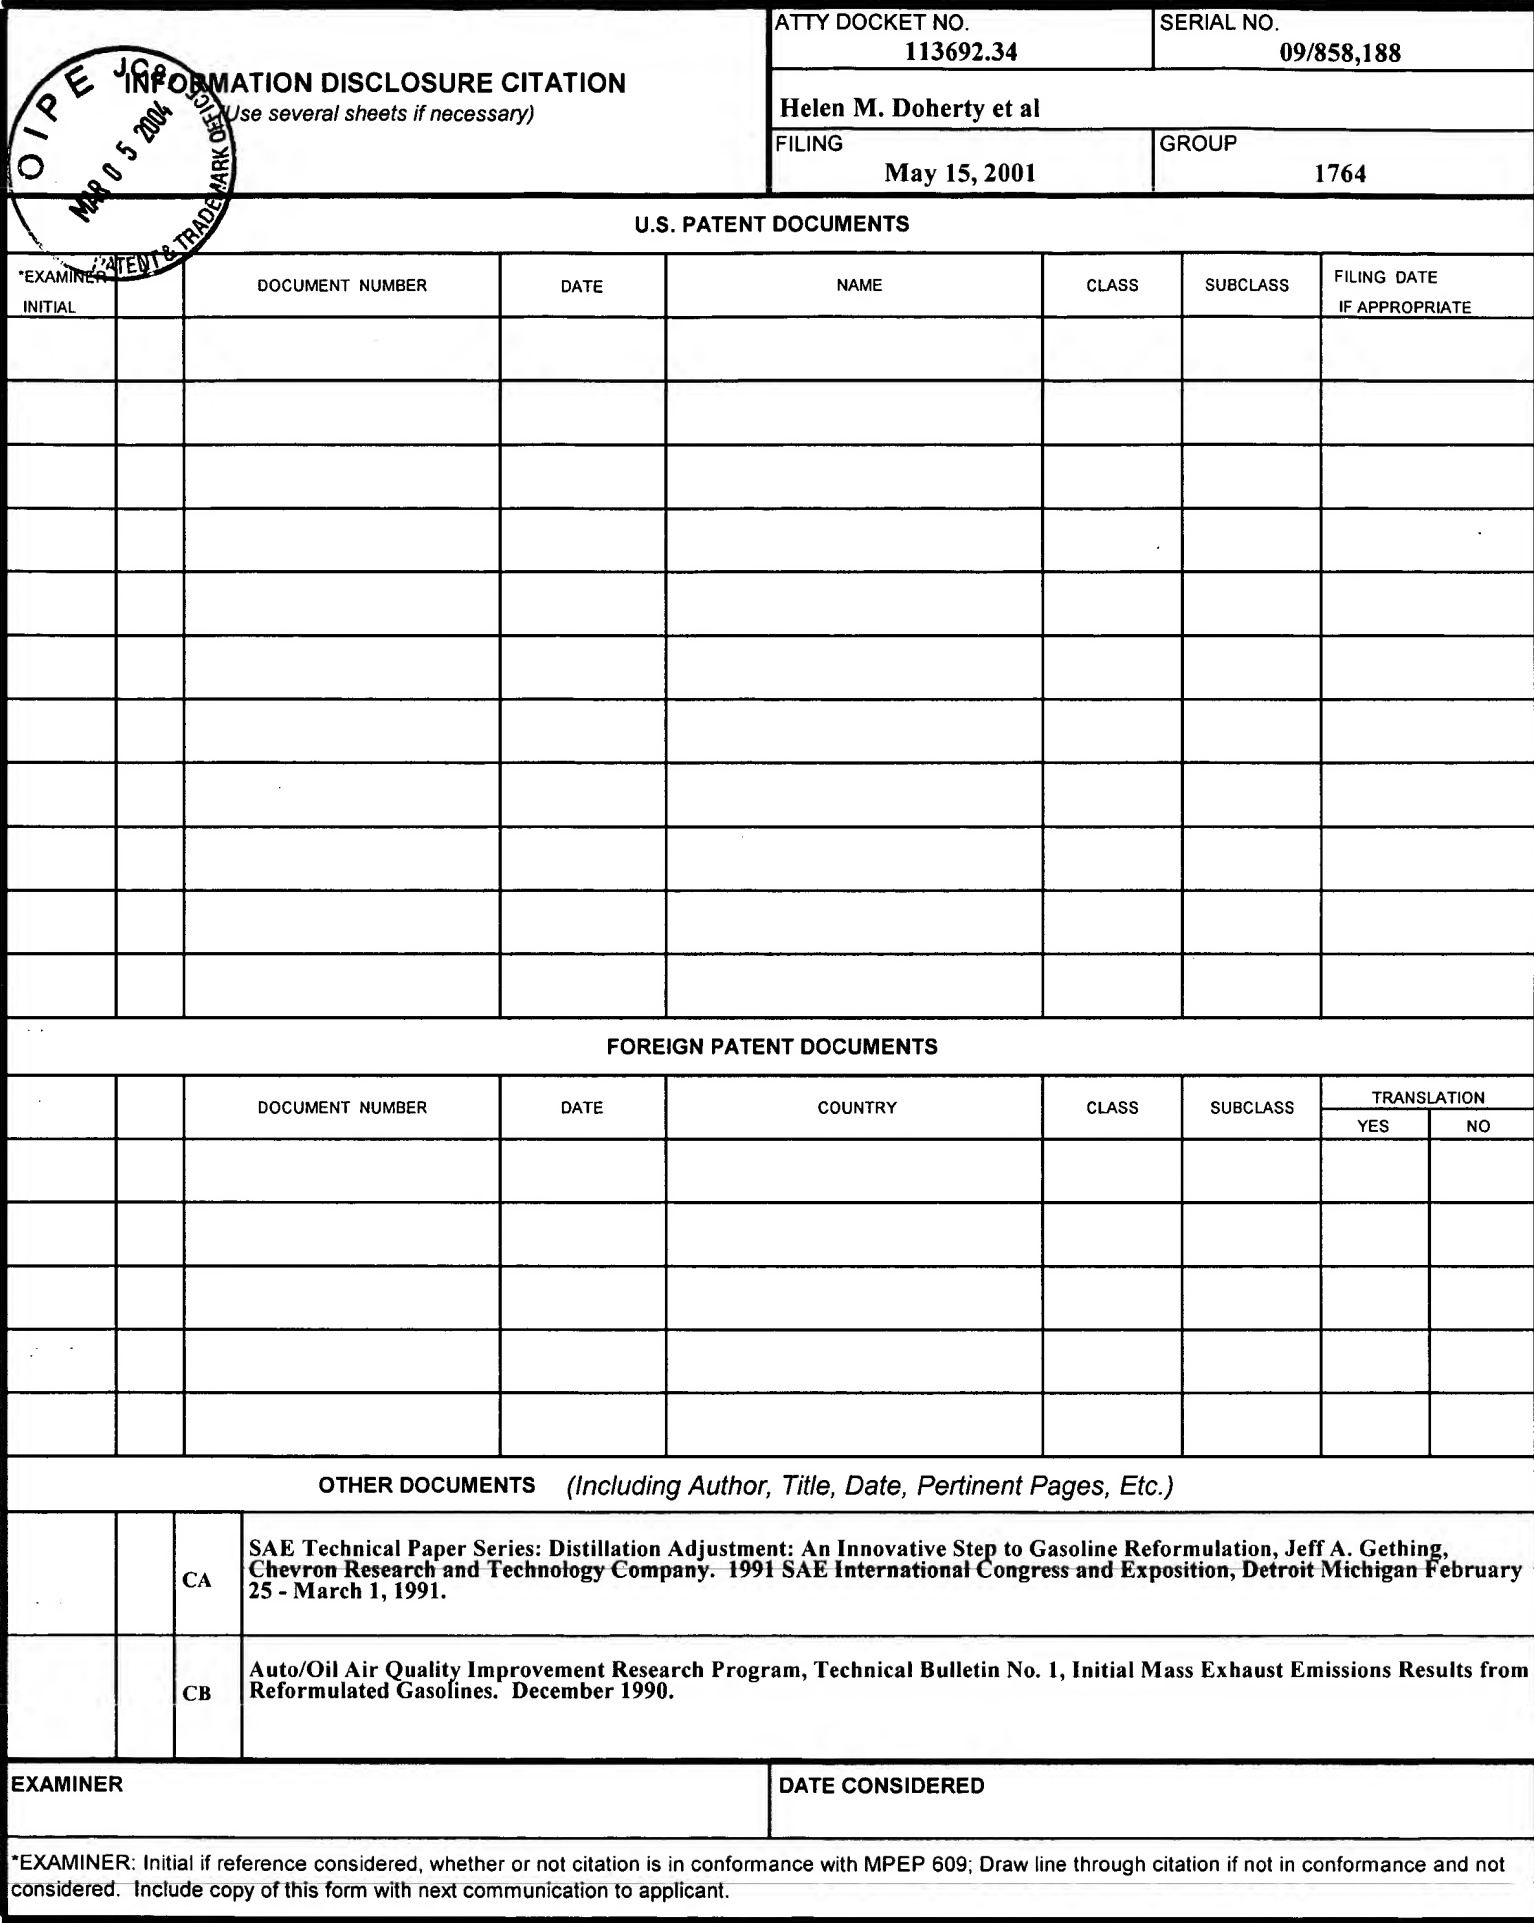 ATTY DOCKET NO.
113692.34
SERIAL NO.
09/858,188
INFORMATION DISCLOSURE CITATION
(Use several sheets if necessary)
Helen M. Doherty et al
FILING
May 15, 2001
GROUP
1764
OIPE
MAR 05 2004
PATENT & TRADEMARK OFFICE
U.S. PATENT DOCUMENTS
*EXAMINER
INITIAL
DOCUMENT NUMBER
DATE
NAME
CLASS
SUBCLASS
FILING DATE
IF APPROPRIATE
FOREIGN PATENT DOCUMENTS
DOCUMENT NUMBER
DATE
COUNTRY
CLASS
SUBCLASS
TRANSLATION
YES
NO
OTHER DOCUMENTS (Including Author, Title, Date, Pertinent Pages, Etc.)
CA
SAE Technical Paper Series: Distillation Adjustment: An Innovative Step to Gasoline Reformulation, Jeff A. Gething,
Chevron Research and Technology Company. 1991 SAE International Congress and Exposition, Detroit Michigan February
25 - March 1, 1991.
CB
Auto/Oil Air Quality Improvement Research Program, Technical Bulletin No. 1, Initial Mass Exhaust Emissions Results from
Reformulated Gasolines. December 1990.
EXAMINER
DATE CONSIDERED
*EXAMINER: Initial if reference considered, whether or not citation is in conformance with MPEP 609; Draw line through citation if not in conformance and not
considered. Include copy of this form with next communication to applicant.